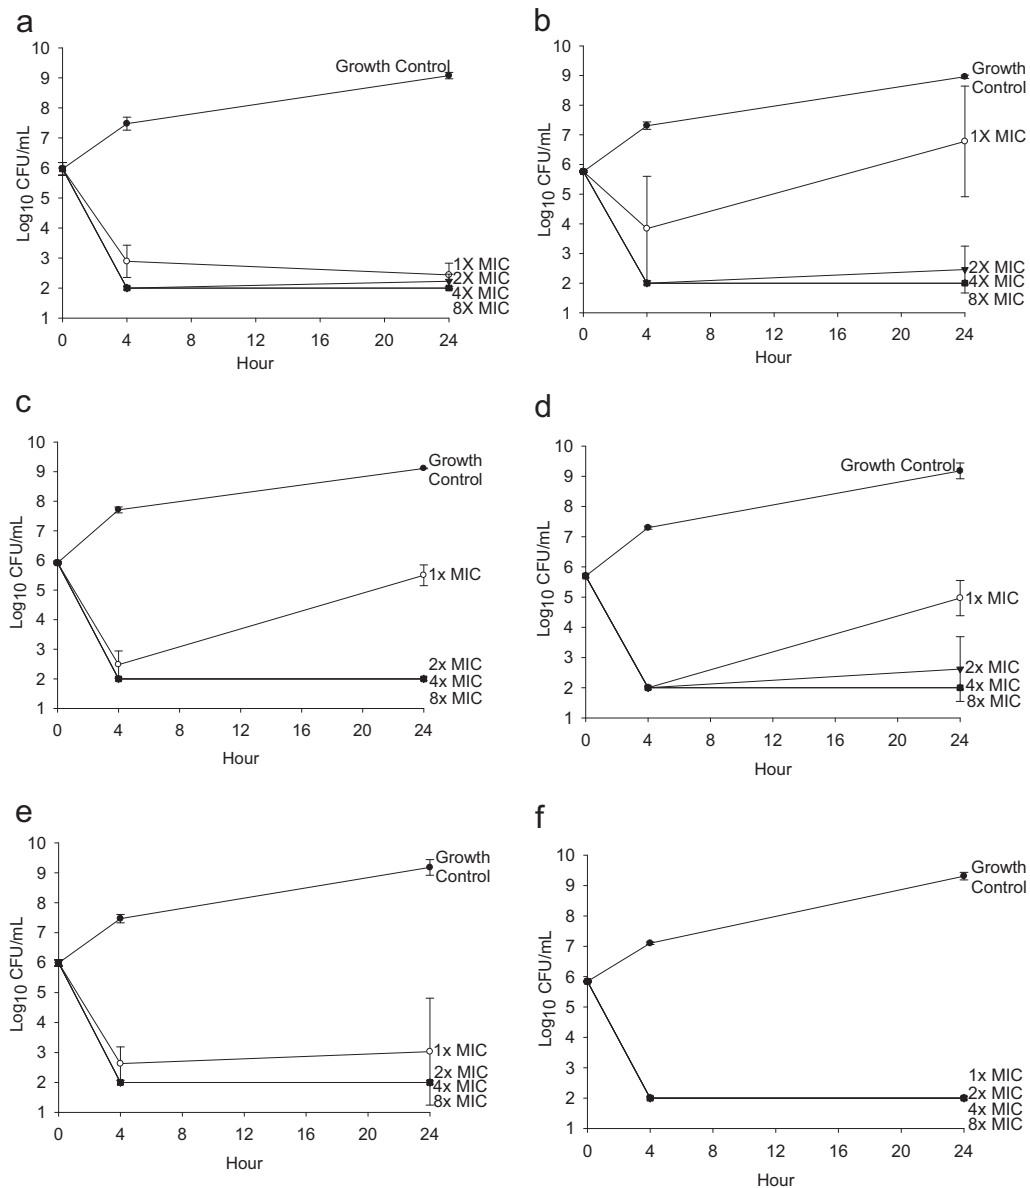 a
10
9
8
7
6
5
4
3
2
1
Log10 CFU/mL
Growth Control
1X MIC
2X MIC
4X MIC
8X MIC
0 4 8 12 16 20 24
Hour
b
10
9
8
7
6
5
4
3
2
1
Log10 CFU/mL
Growth
Control
1X MIC
2X MIC
4X MIC
8X MIC
0 4 8 12 16 20 24
Hour
c
10
9
8
7
6
5
4
3
2
1
Log10 CFU/mL
Growth
Control
1x MIC
2x MIC
4x MIC
8x MIC
0 4 8 12 16 20 24
Hour
d
10
9
8
7
6
5
4
3
2
1
Log10 CFU/mL
Growth Control
1x MIC
2x MIC
4x MIC
8x MIC
0 4 8 12 16 20 24
Hour
e
10
9
8
7
6
5
4
3
2
1
Log10 CFU/mL
Growth
Control
1x MIC
2x MIC
4x MIC
8x MIC
0 4 8 12 16 20 24
Hour
f
10
9
8
7
6
5
4
3
2
1
Log10 CFU/mL
Growth
Control
1x MIC
2x MIC
4x MIC
8x MIC
0 4 8 12 16 20 24
Hour